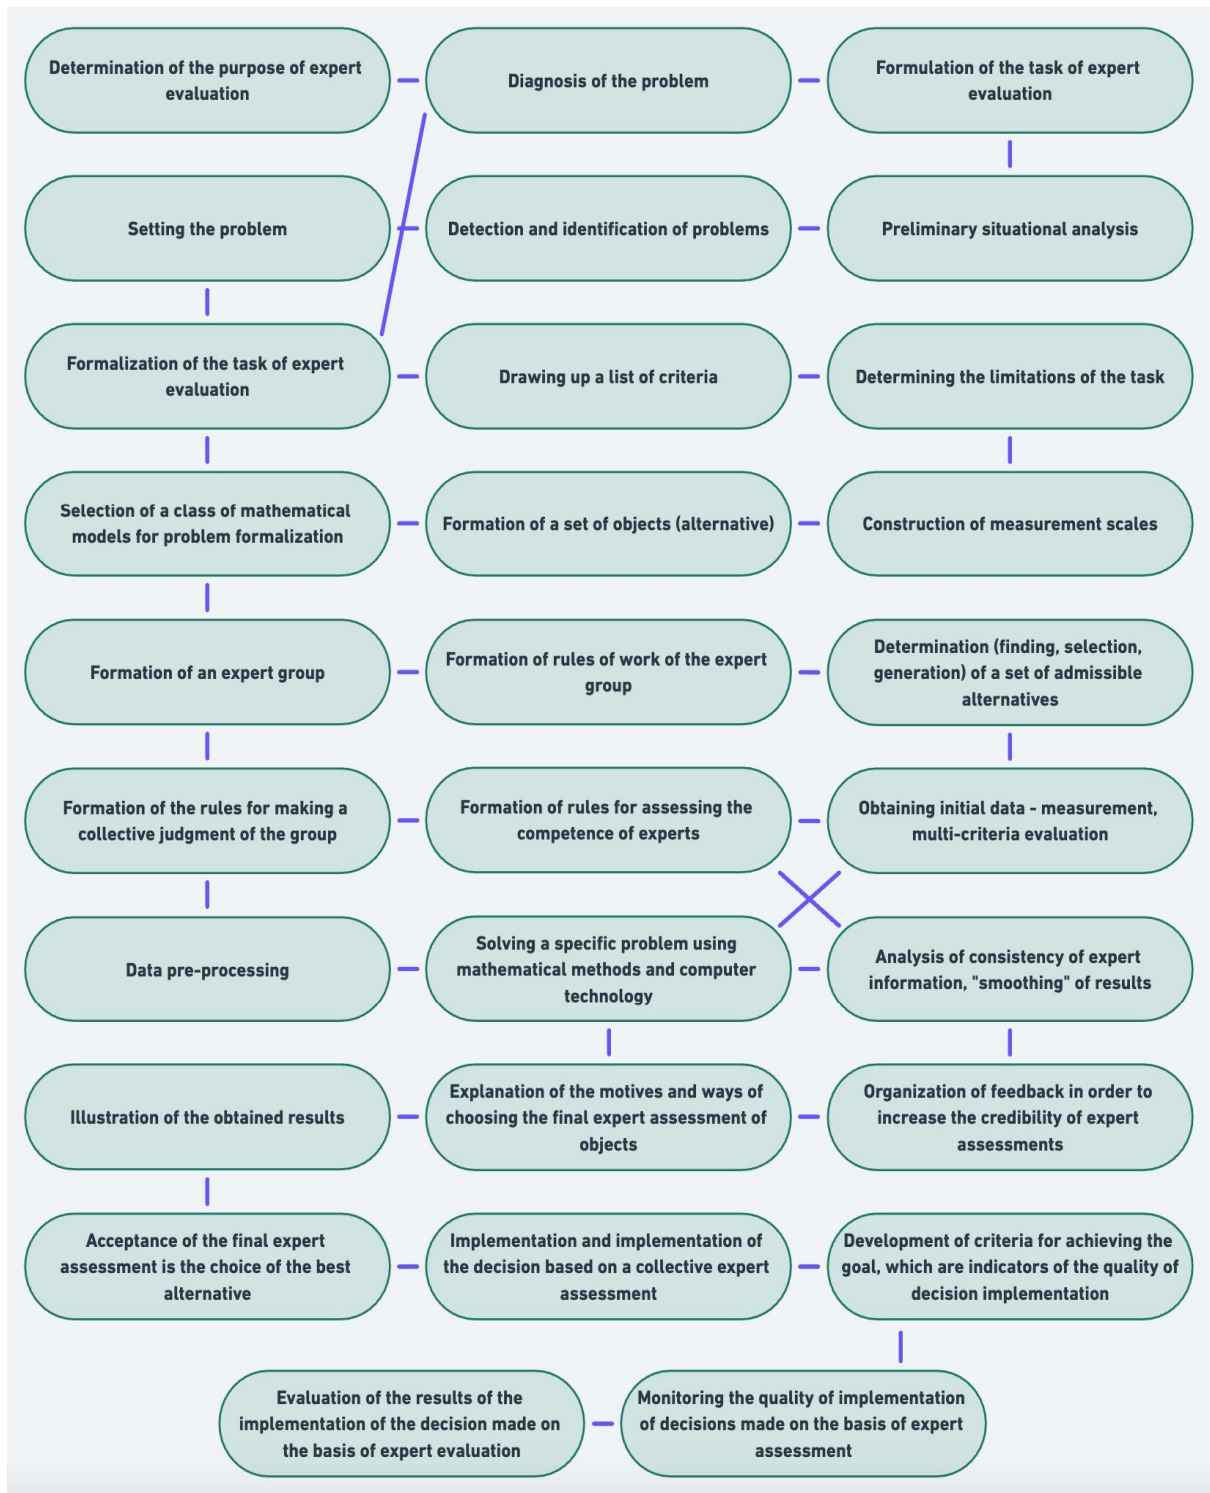 Determination of the purpose of expert
evaluation
Diagnosis of the problem
Formulation of the task of expert
evaluation
Setting the problem
Detection and identification of problems
Preliminary situational analysis
Formalization of the task of expert
evaluation
Drawing up a list of criteria
Determining the limitations of the task
Selection of a class of mathematical
models for problem formalization
Formation of a set of objects (alternative)
Construction of measurement scales
Formation of an expert group
Formation of rules of work of the expert
group
Determination (finding, selection,
generation) of a set of admissible
alternatives
Formation of the rules for making a
collective judgment of the group
Formation of rules for assessing the
competence of experts
Obtaining initial data - measurement,
multi-criteria evaluation
Data pre-processing
Solving a specific problem using
mathematical methods and computer
technology
Analysis of consistency of expert
information, "smoothing" of results
Illustration of the obtained results
Explanation of the motives and ways of
choosing the final expert assessment of
objects
Organization of feedback in order to
increase the credibility of expert
assessments
Acceptance of the final expert
assessment is the choice of the best
alternative
Implementation and implementation of
the decision based on a collective expert
assessment
Development of criteria for achieving the
goal, which are indicators of the quality of
decision implementation
Evaluation of the results of the
implementation of the decision made on
the basis of expert evaluation
Monitoring the quality of implementation
of decisions made on the basis of expert
assessment